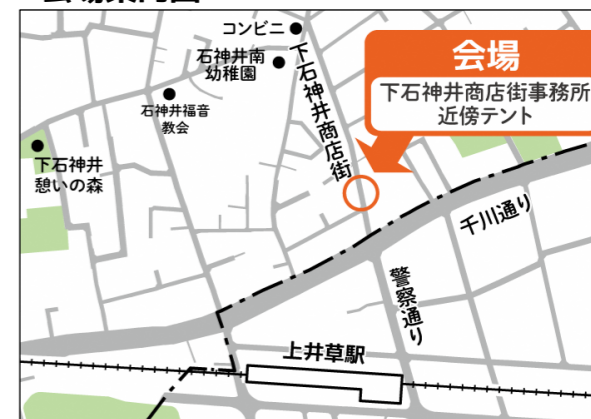 会場案内図
コンビニ
石神井南
幼稚園
石神井福音
教会
下石神井
憩いの森
下石神井商店街
会場
下石神井商店街事務所
近傍テント
千川通り
警察通り
上井草駅